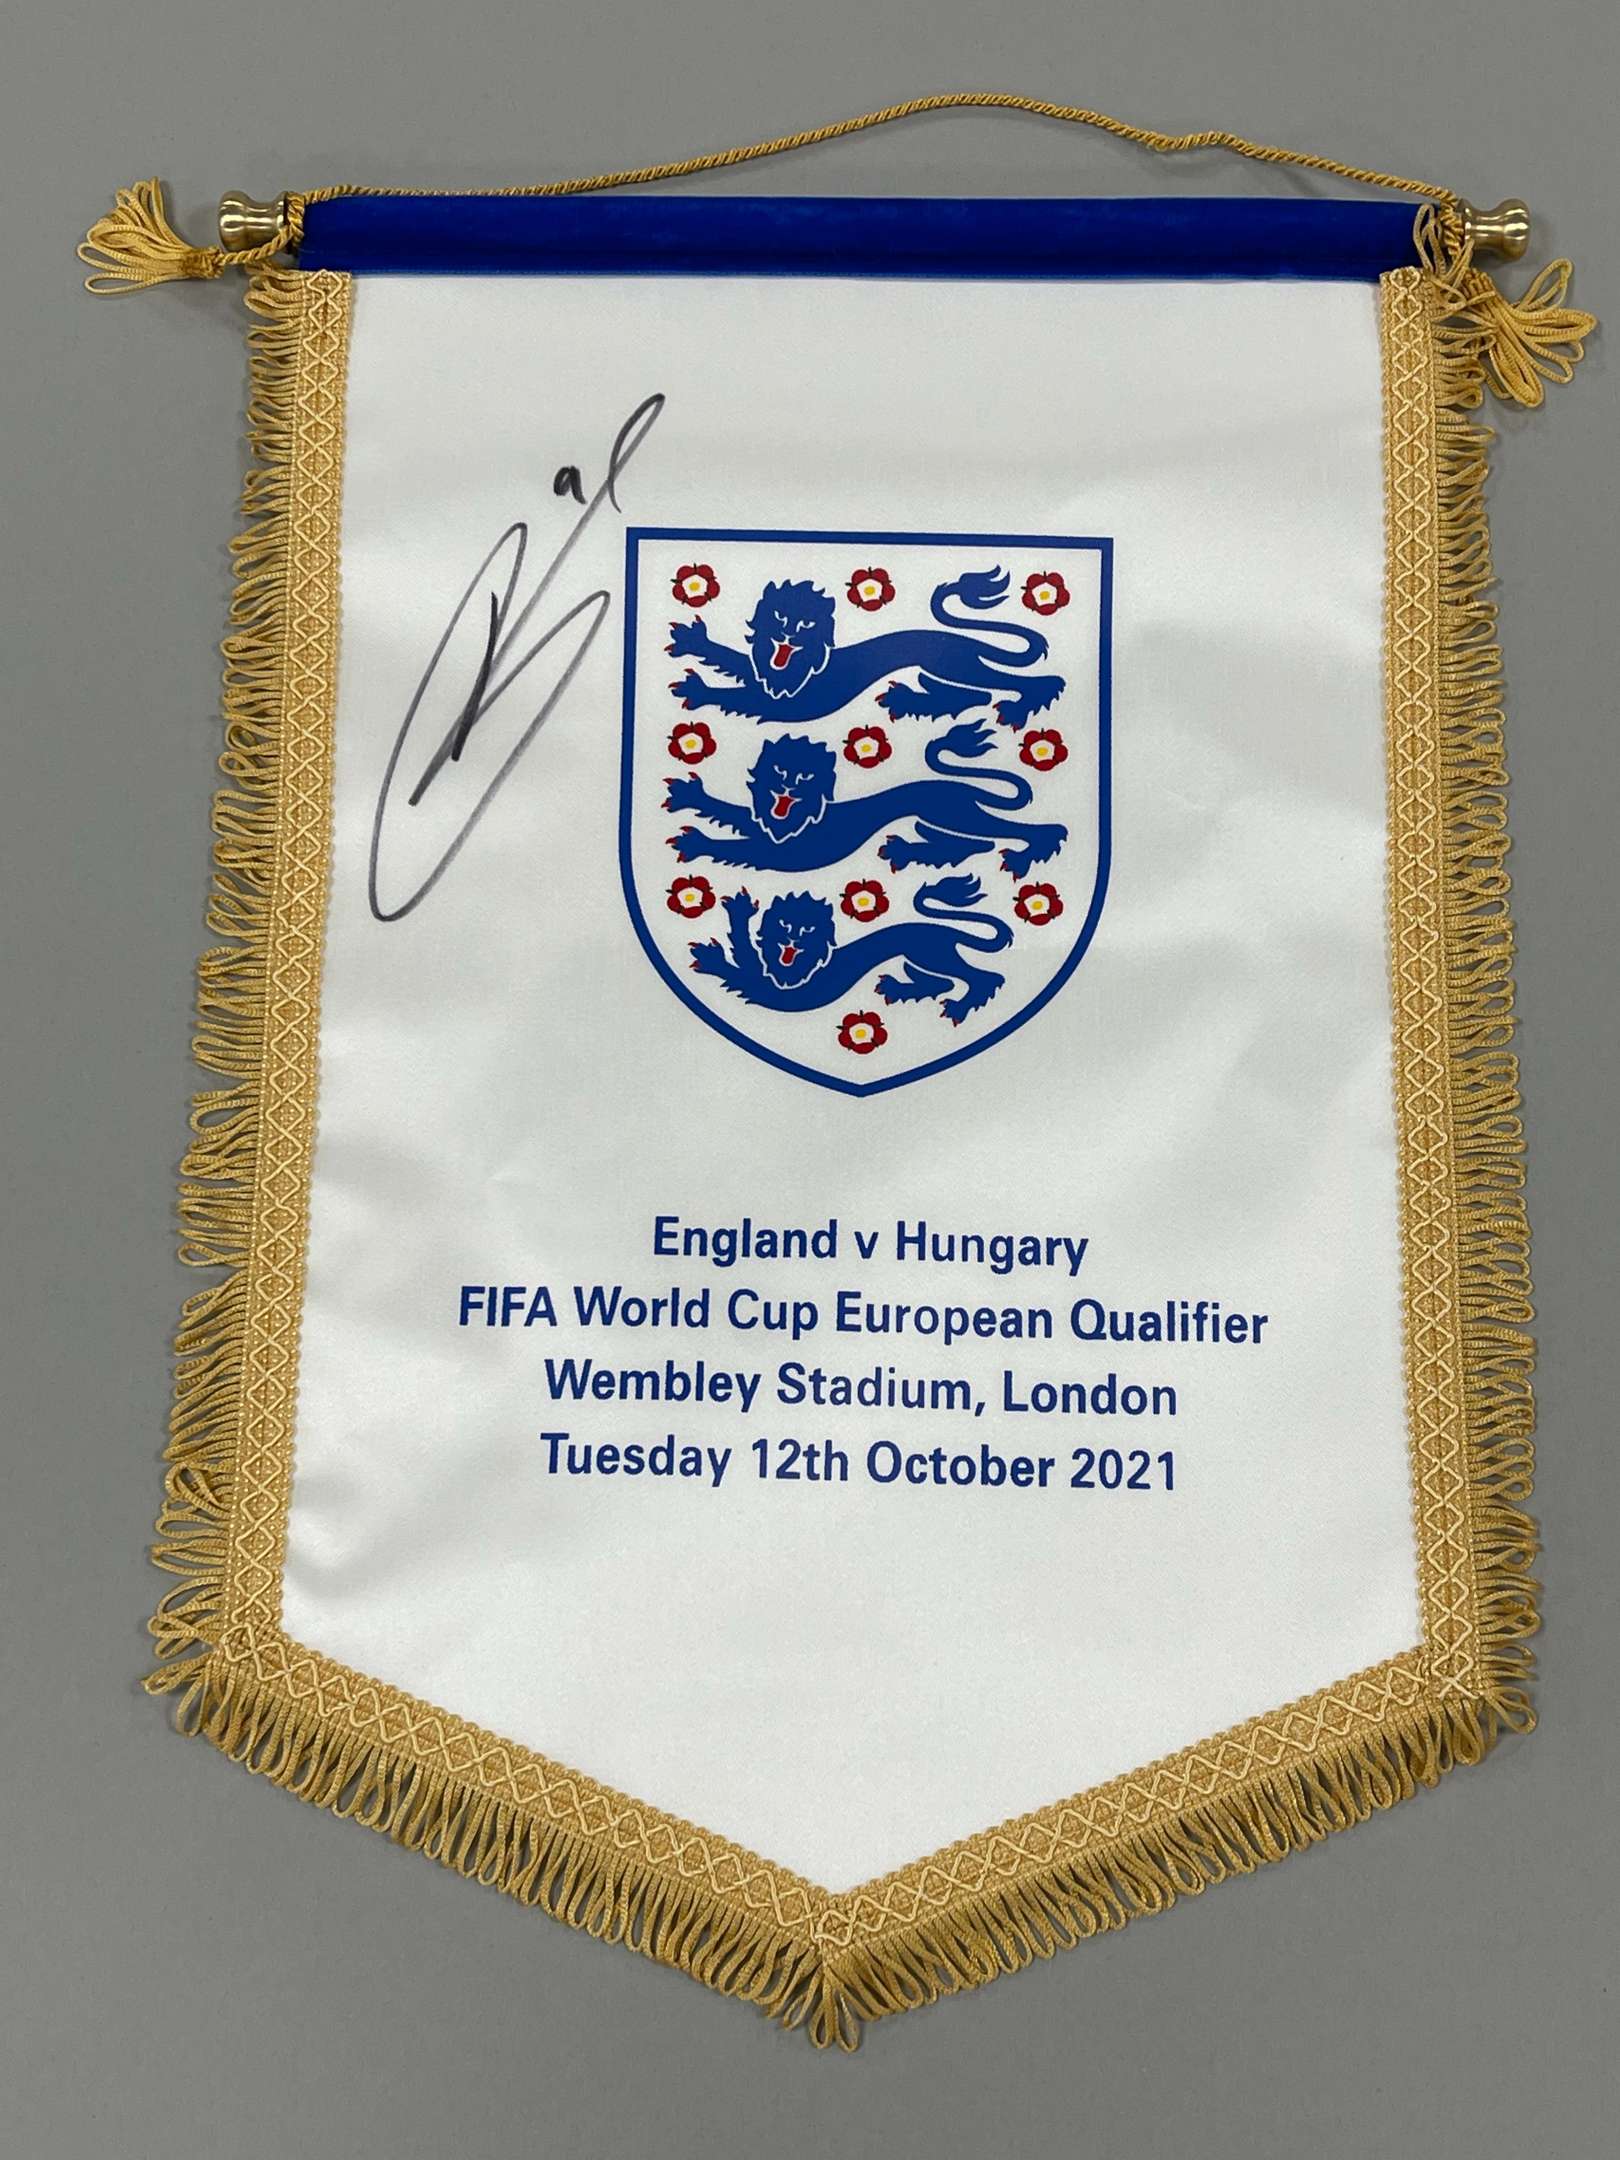 England v Hungary
FIFA World Cup European Qualifier
Wembley Stadium, London
Tuesday 12th October 2021